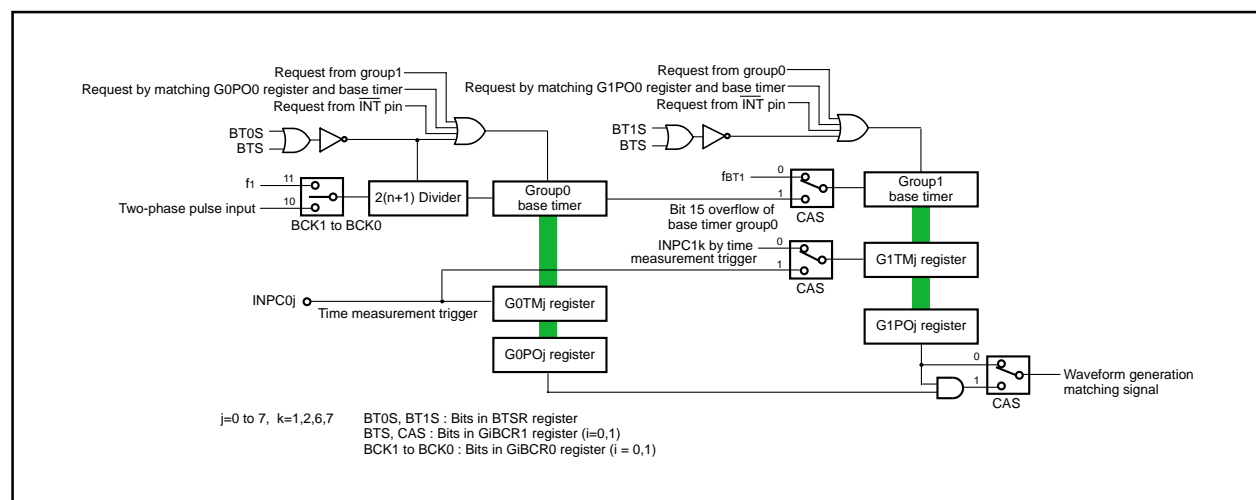 Request from group1
Request by matching G0PO0 register and base timer
Request from INT pin
BT0S
BTS
f1
11
Two-phase pulse input
10
BCK1 to BCK0
2(n+1) Divider
Group0
base timer
Request from group0
Request by matching G1PO0 register and base timer
Request from INT pin
BT1S
BTS
fBT1
0
1
CAS
Bit 15 overflow of
base timer group0
Group1
base timer
INPC1k by time
measurement trigger
0
1
CAS
G1TMj register
INPC0j
Time measurement trigger
G0TMj register
G1POj register
G0POj register
0
1
CAS
Waveform generation
matching signal
j=0 to 7, k=1,2,6,7
BT0S, BT1S : Bits in BTSR register
BTS, CAS : Bits in GiBCR1 register (i=0,1)
BCK1 to BCK0 : Bits in GiBCR0 register (i = 0,1)